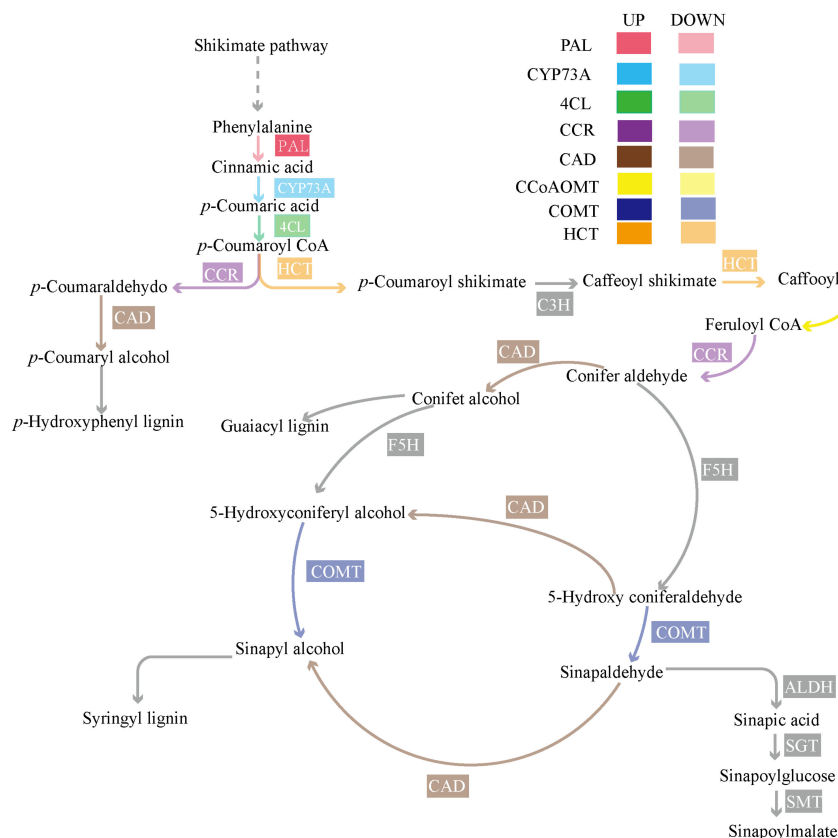 UP DOWN
PAL
CYP73A
4CL
CCR
CAD
CCoAOMT
COMT
HCT
Shikimate pathway
Phenylalanine
PAL
Cinnamic acid
CYP73A
p-Coumaric acid
4CL
p-Coumaroyl CoA
CCR
HCT
p-Coumaraldehydo
p-Coumaroyl shikimate
C3H
Caffeoyl shikimate
HCT
Caffooyl
CAD
Feruloyl CoA
p-Coumaryl alcohol
CAD
CCR
Conifer aldehyde
Conifet alcohol
p-Hydroxyphenyl lignin
Guaiacyl lignin
F5H
F5H
5-Hydroxyconiferyl alcohol
CAD
COMT
5-Hydroxy coniferaldehyde
COMT
Sinapyl alcohol
Sinapaldehyde
ALDH
Syringyl lignin
Sinapic acid
SGT
CAD
Sinapoylglucose
SMT
Sinapoylmalate